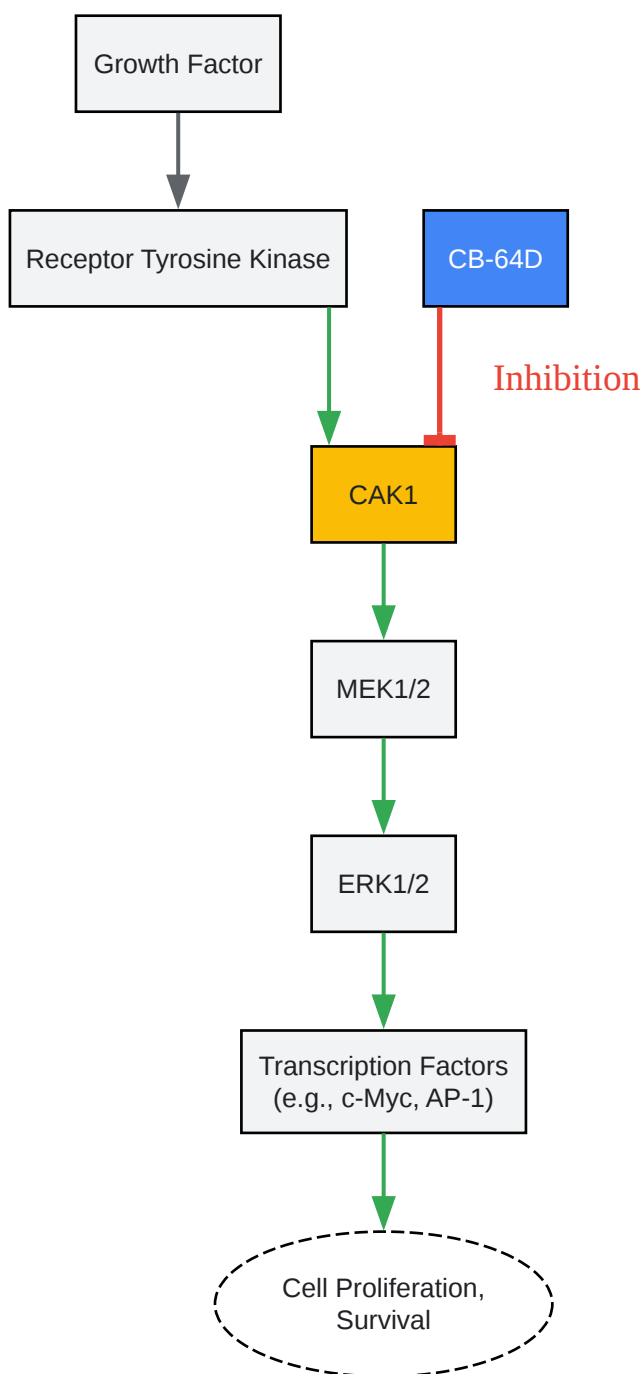 Growth Factor
Receptor Tyrosine Kinase
CB-64D
Inhibition
CAK1
MEK1/2
ERK1/2
Transcription Factors
(e.g., c-Myc, AP-1)
Cell Proliferation,
Survival